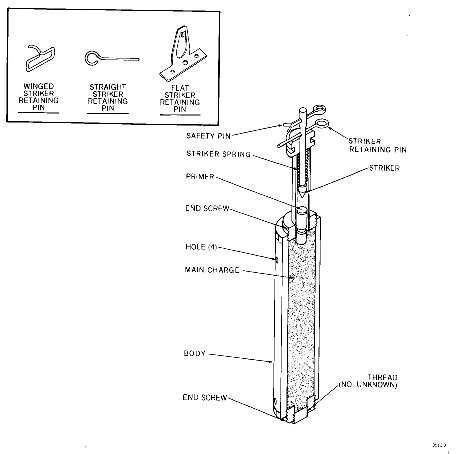 WINGED
STRIKER
RETAINING
PIN
STRAIGHT
STRIKER
RETAINING
PIN
FLAT
STRIKER
RETAINING
PIN
SAFETY PIN
STRIKER
RETAINING PIN
STRIKER SPRING
STRIKER
PRIMER
END SCREW
HOLE (4)
MAIN CHARGE
BODY
THREAD
(NO. UNKNOWN)
END SCREW